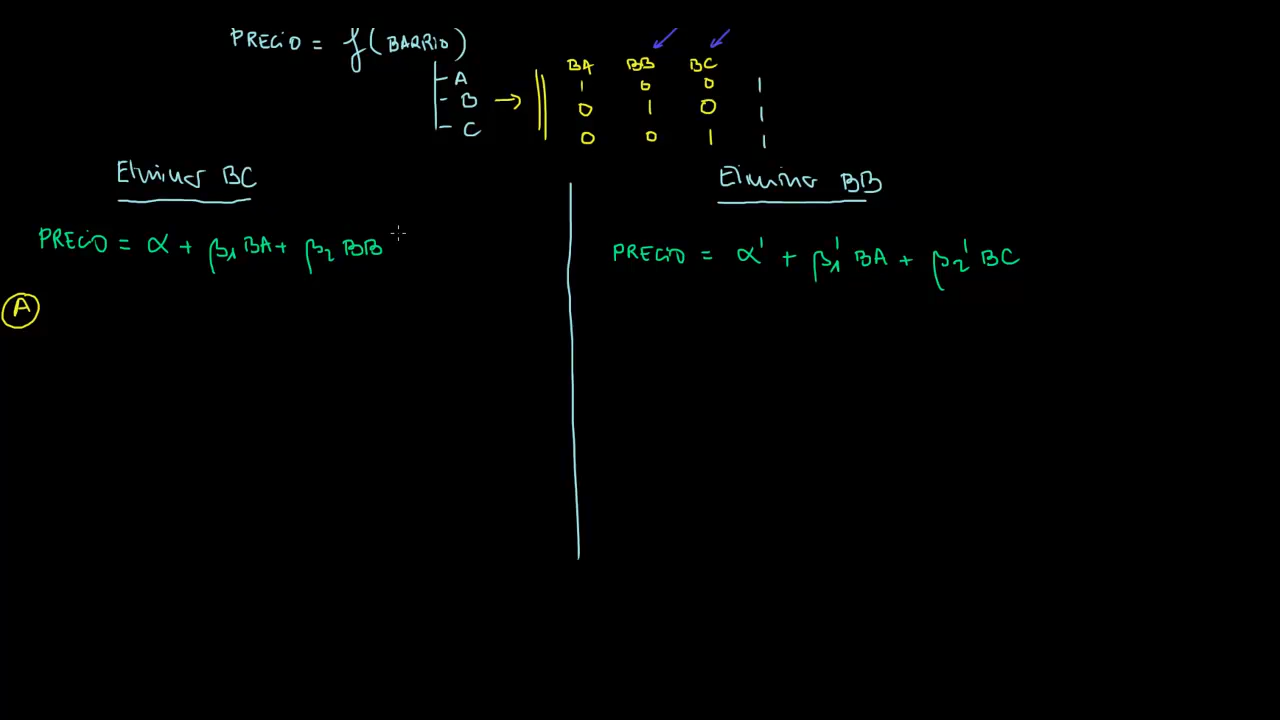 PRECIO = f(BARRIO)
BA BB BC
A 1 0 0 1
B → 0 1 0 1
C 0 0 1 1
Eliminar BC
Eliminar BB
PRECIO = α + β1 BA + β2 BB
PRECIO = α' + β1' BA + β2' BC
A